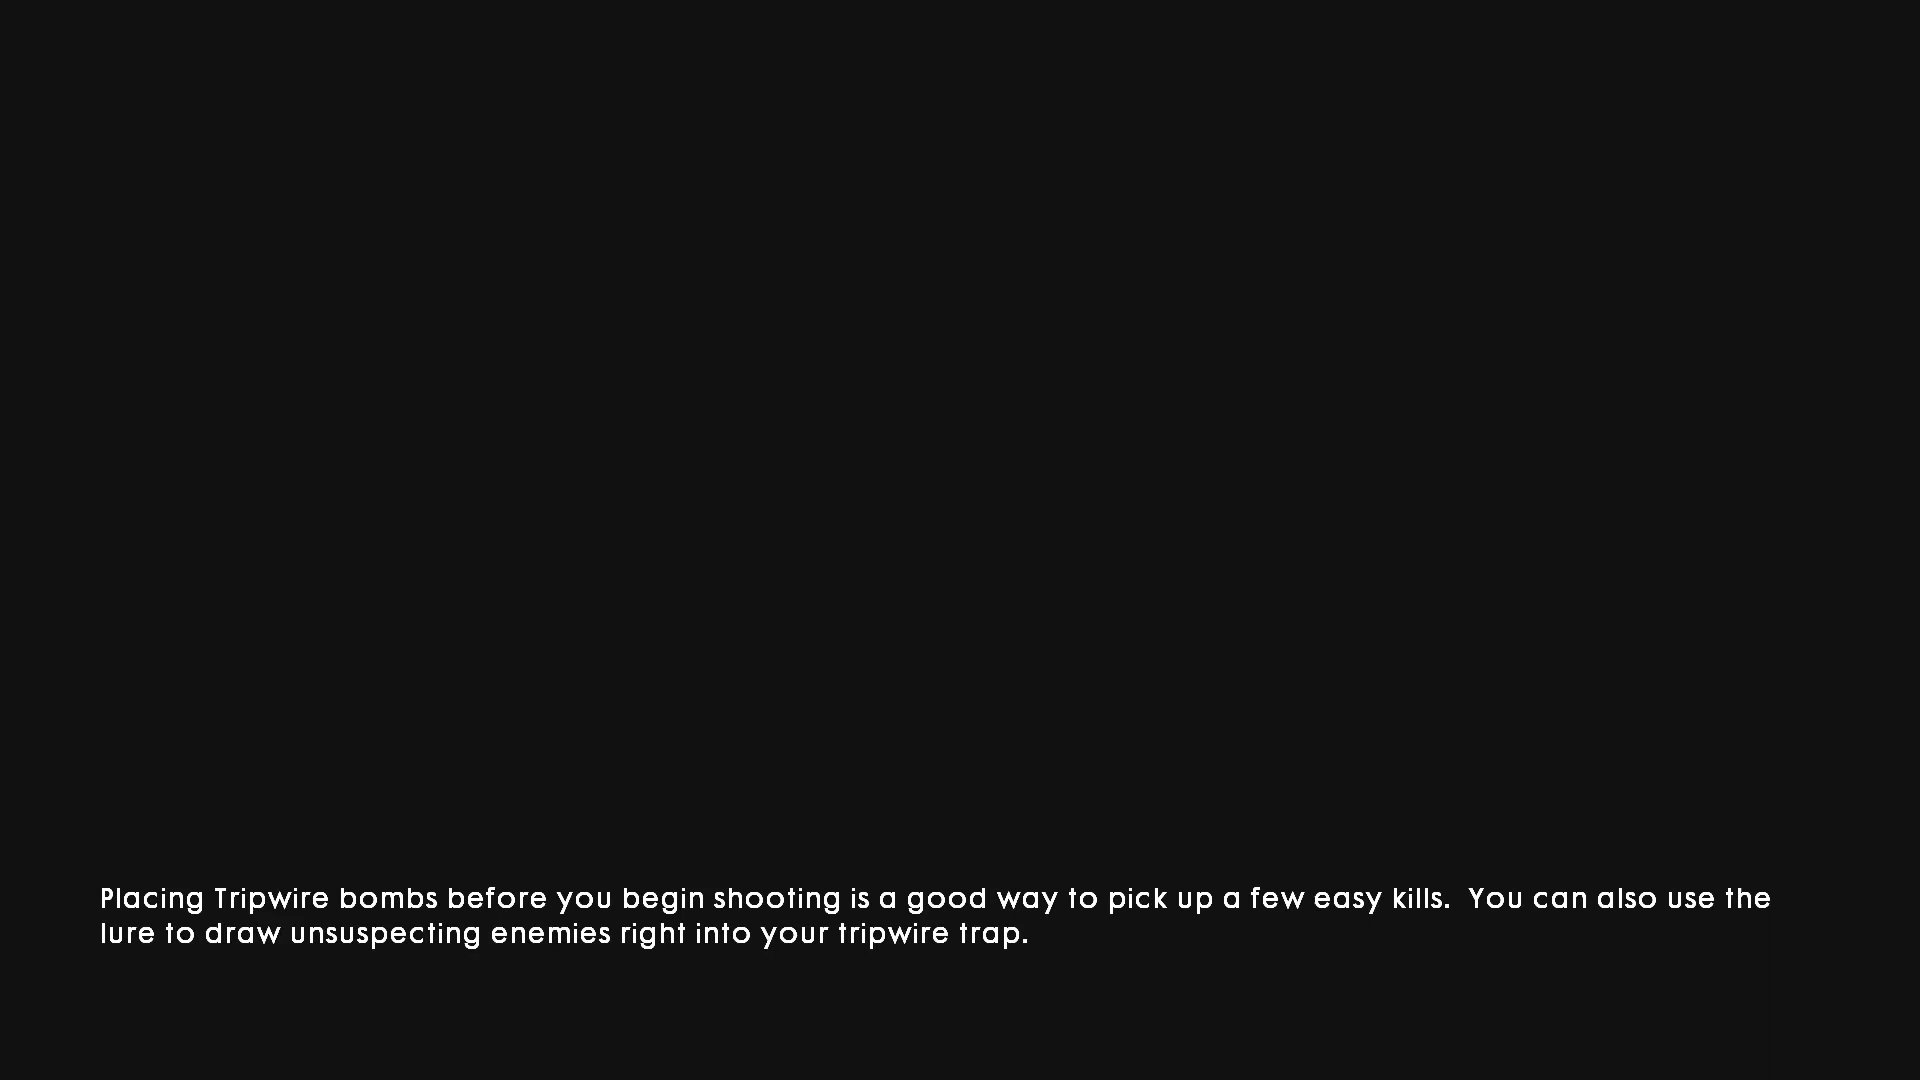 Placing Tripwire bombs before you begin shooting is a good way to pick up a few easy kills.  You can also use the
lure to draw unsuspecting enemies right into your tripwire trap.